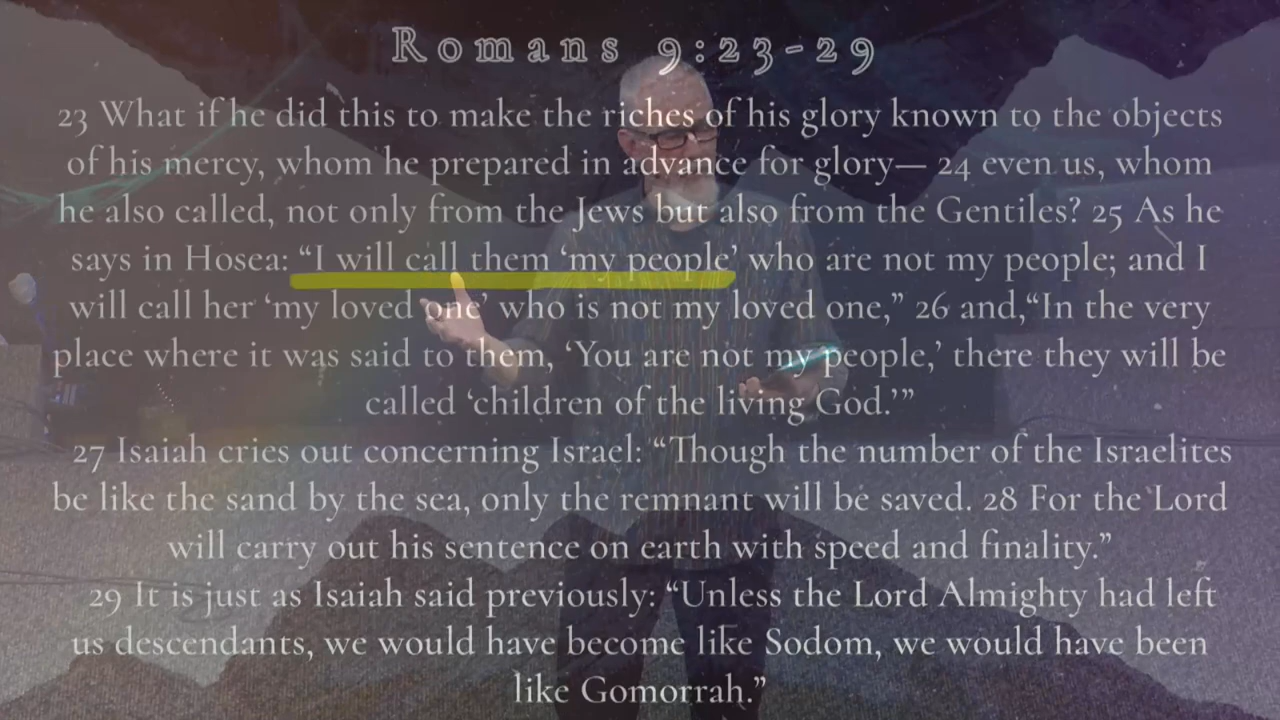 Romans 9:23-29
23 What if he did this to make the riches of his glory known to the objects
of his mercy, whom he prepared in advance for glory— 24 even us, whom
he also called, not only from the Jews but also from the Gentiles? 25 As he
says in Hosea: “I will call them ‘my people’ who are not my people; and I
will call her ‘my loved one’ who is not my loved one,” 26 and,“In the very
place where it was said to them, ‘You are not my people,’ there they will be
called ‘children of the living God.’”
27 Isaiah cries out concerning Israel: “Though the number of the Israelites
be like the sand by the sea, only the remnant will be saved. 28 For the Lord
will carry out his sentence on earth with speed and finality.”
29 It is just as Isaiah said previously: “Unless the Lord Almighty had left
us descendants, we would have become like Sodom, we would have been
like Gomorrah.”